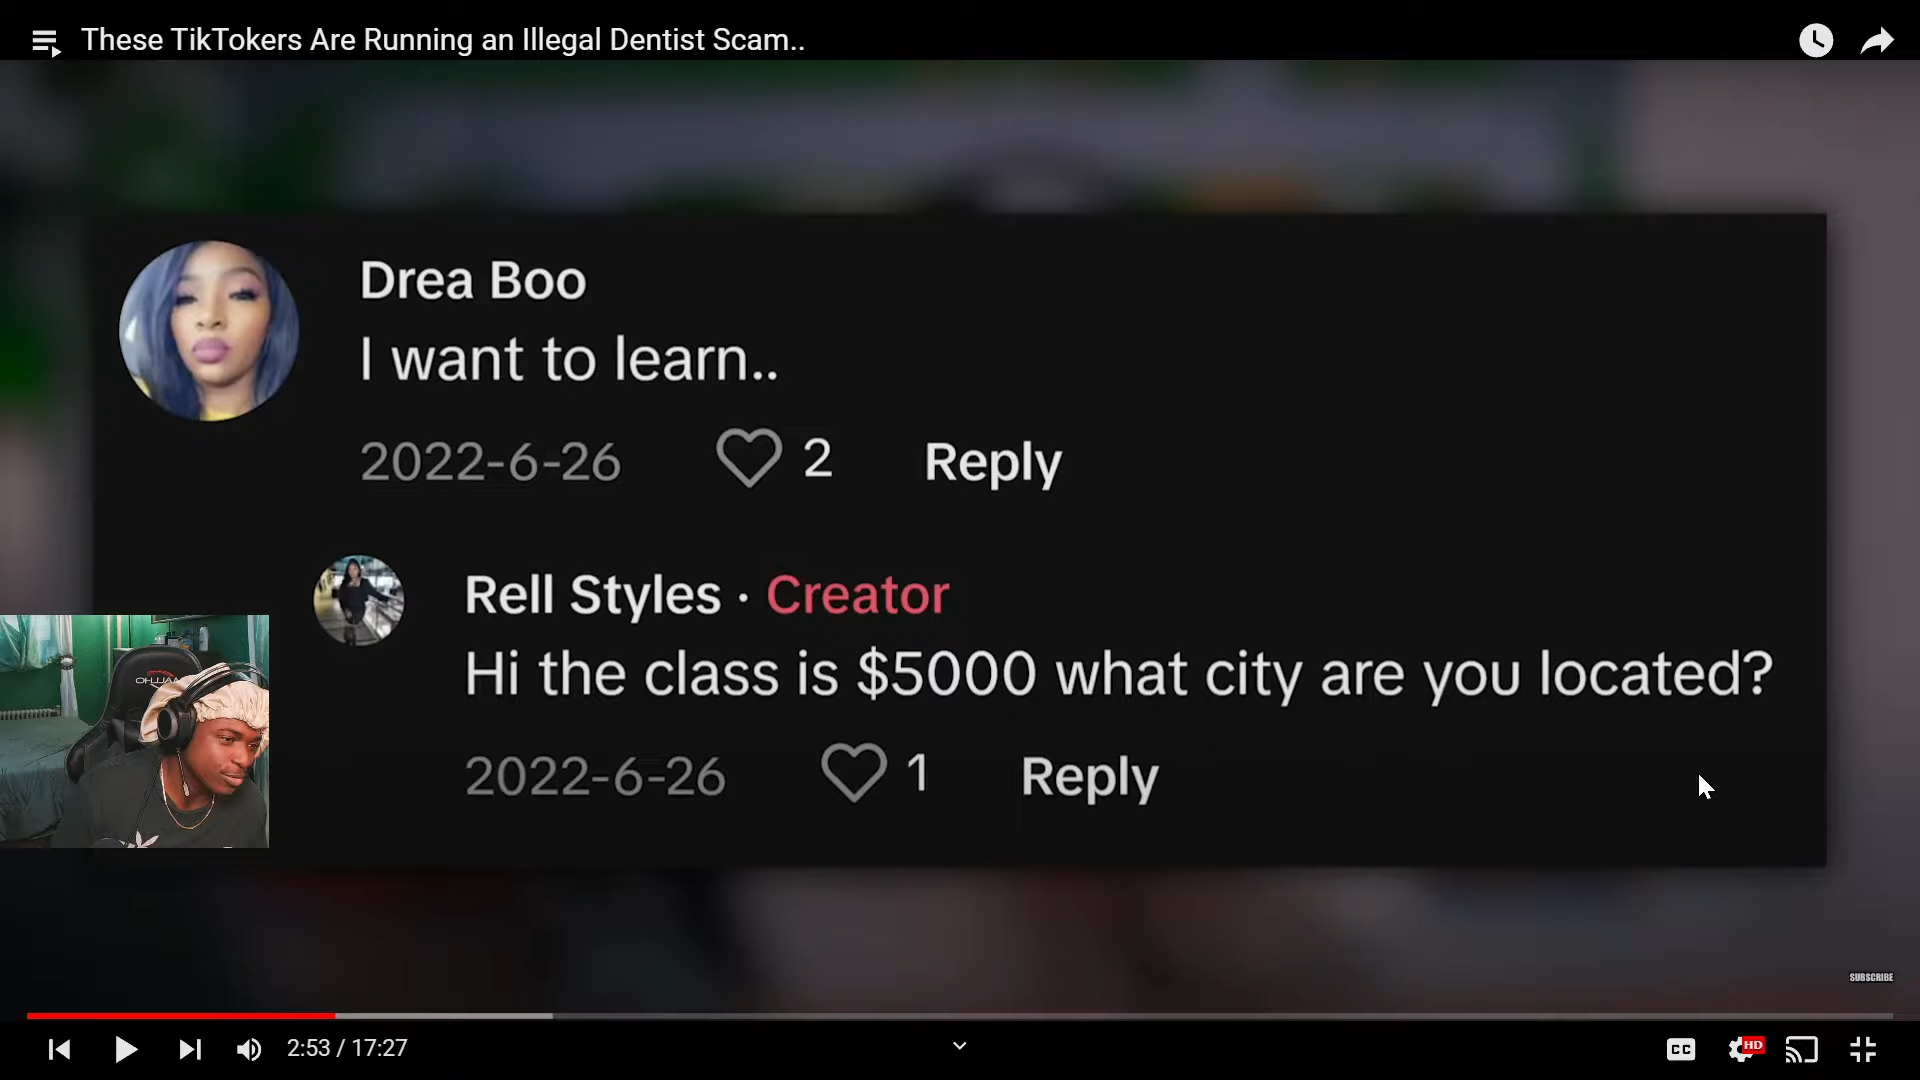 These TikTokers Are Running an Illegal Dentist Scam..
Drea Boo
I want to learn..
2022-6-26 2 Reply
Rell Styles · Creator
Hi the class is $5000 what city are you located?
2022-6-26 1 Reply
SUBSCRIBE
2:53 / 17:27
CC
HD